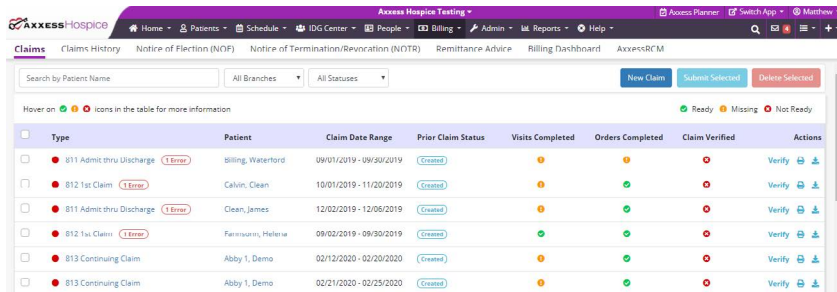 Axxess Hospice Testing
Axxess Planner Switch App Matthew
AXXESS HOSPICE Home Patients Schedule IDG Center People Billing Admin Reports Help 4
Claims Claims History Notice of Election (NOE) Notice of Termination/Revocation (NOTR) Remittance Advice Billing Dashboard AxxessRCM
Search by Patient Name All Branches All Statuses New Claim Submit Selected Delete Selected
Hover on icons in the table for more information Ready Missing Not Ready
Type Patient Claim Date Range Prior Claim Status Visits Completed Orders Completed Claim Verified Actions
811 Admit thru Discharge 1 Error Billing, Waterford 09/01/2019 - 09/30/2019 Created Verify
812 1st Claim 1 Error Calvin, Clean 10/01/2019 - 11/20/2019 Created Verify
811 Admit thru Discharge 1 Error Clean, James 12/02/2019 - 12/06/2019 Created Verify
812 1st Claim 1 Error Helena 09/02/2019 - 09/30/2019 Created Verify
813 Continuing Claim Abby 1, Demo 02/12/2020 - 02/20/2020 Created Verify
813 Continuing Claim Abby 1, Demo 02/21/2020 - 02/25/2020 Created Verify